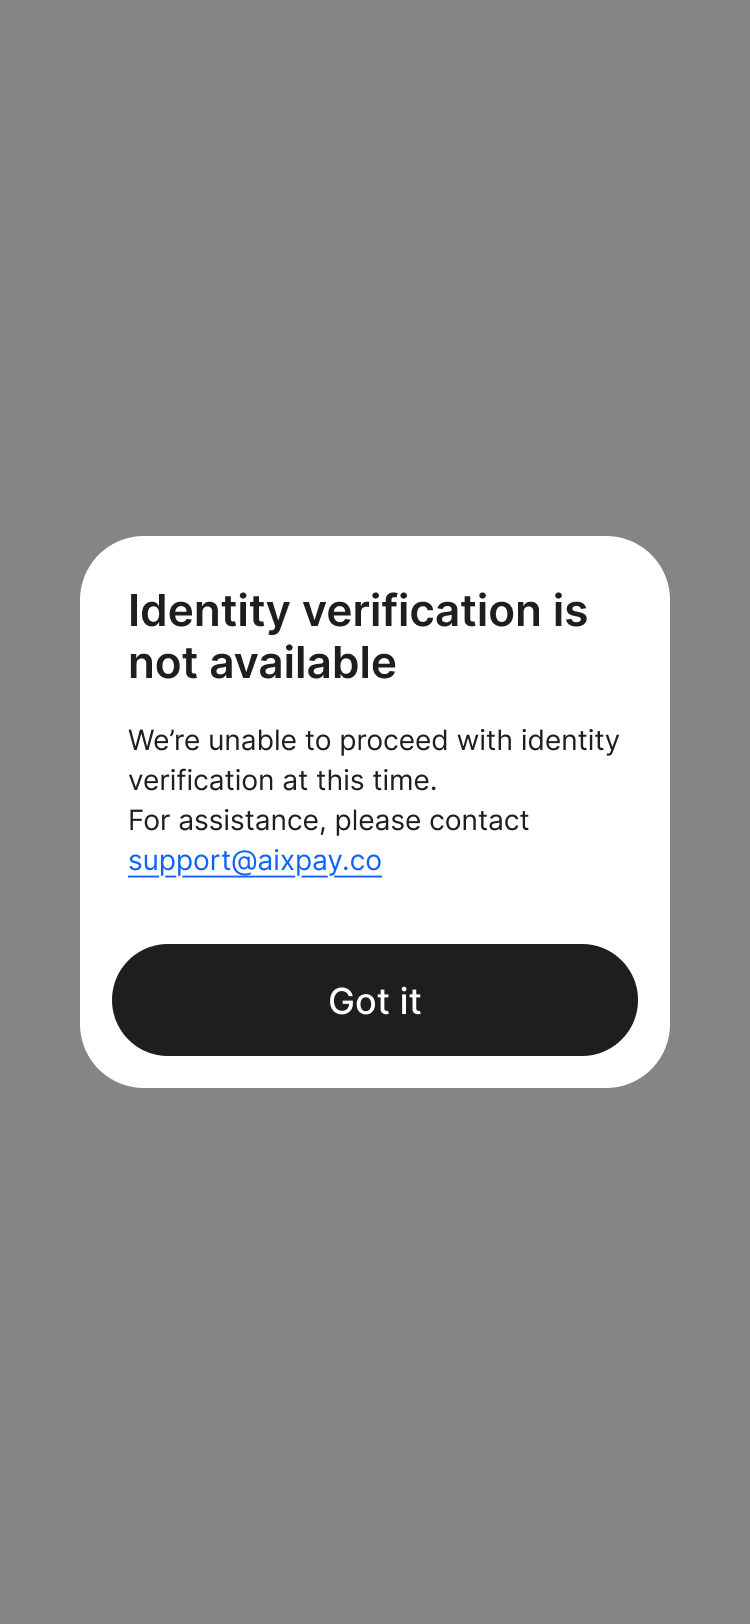 Identity verification is
not available
We’re unable to proceed with identity
verification at this time.
For assistance, please contact
support@aixpay.co
Got it